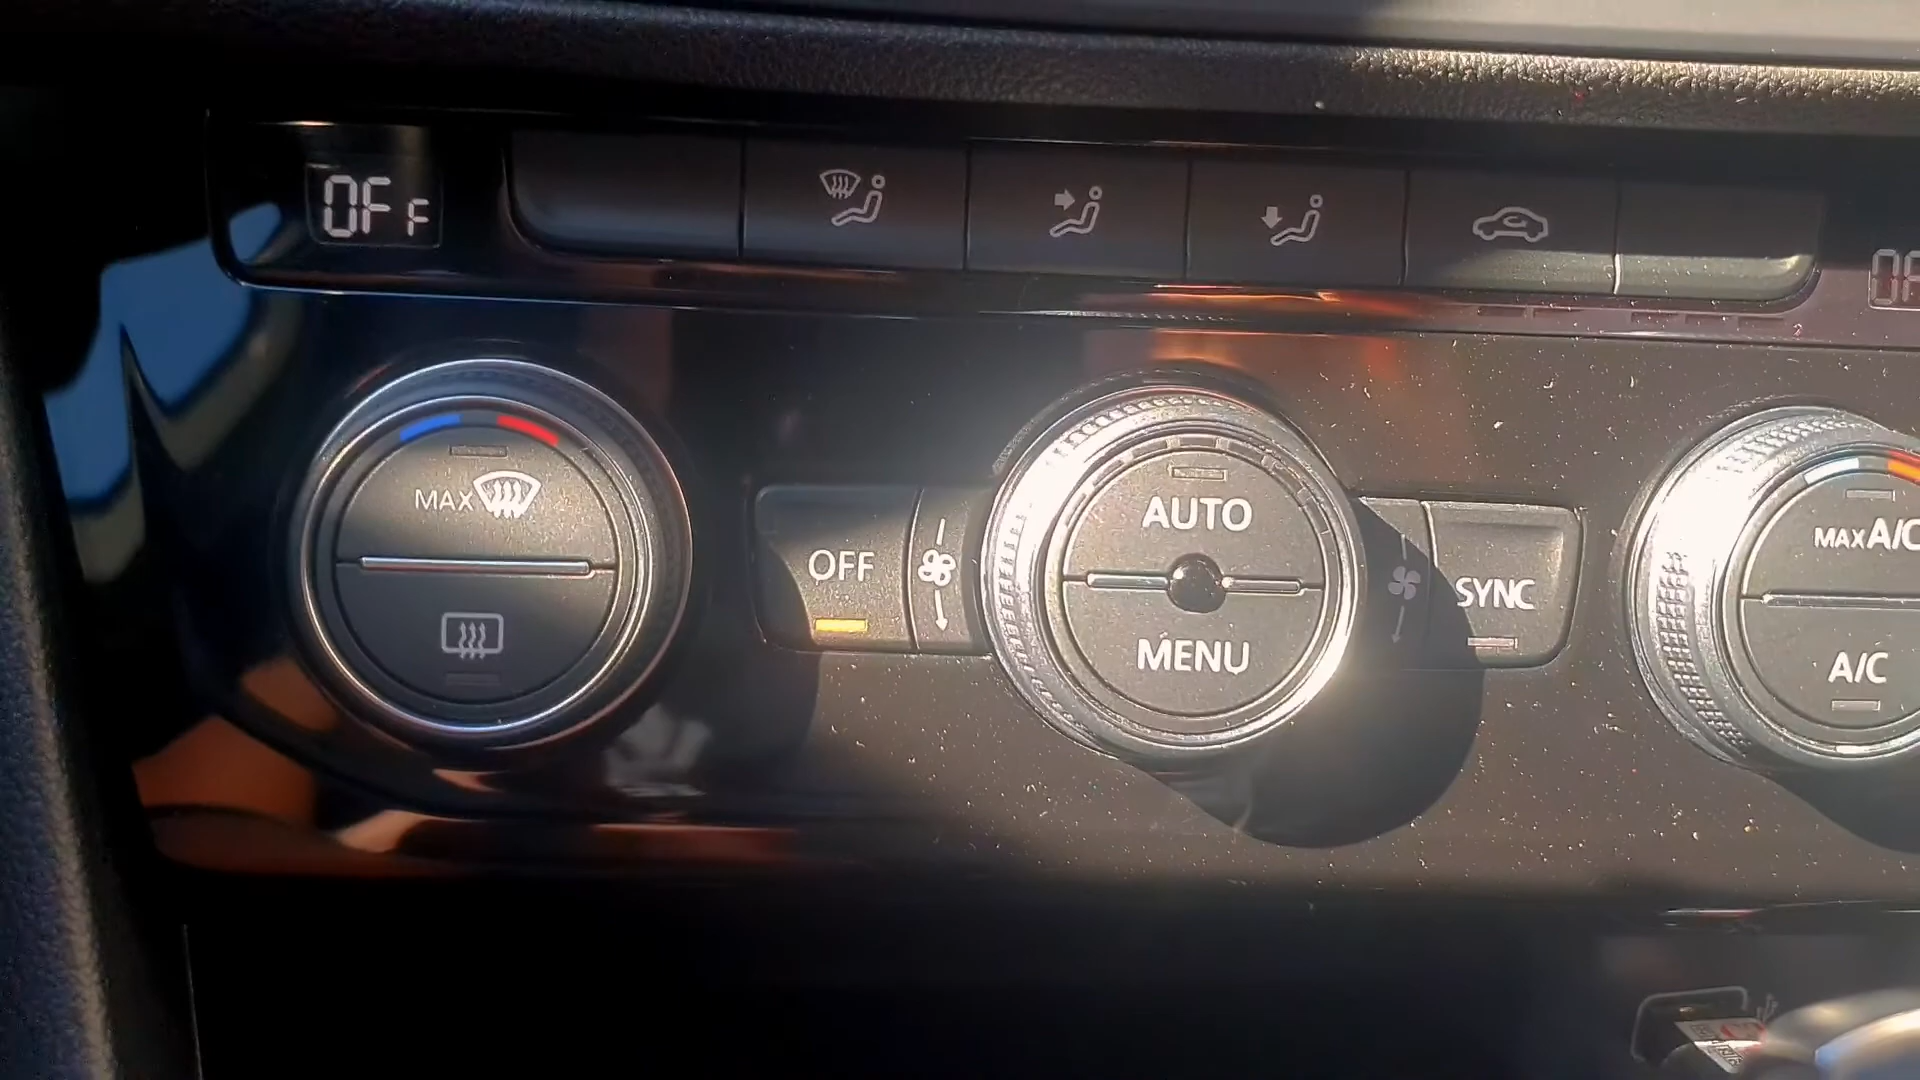 OFF
MAX
OFF
AUTO
MENU
SYNC
MAX A/C
A/C